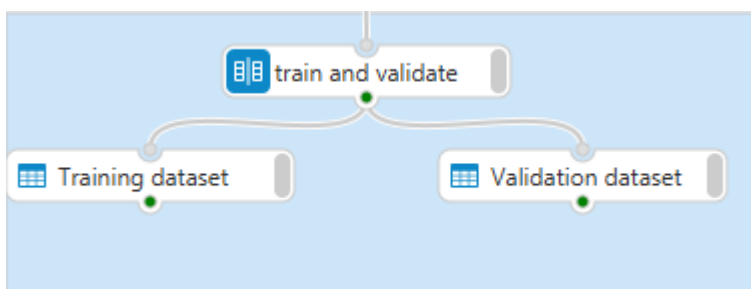 train and validate
Training dataset
Validation dataset